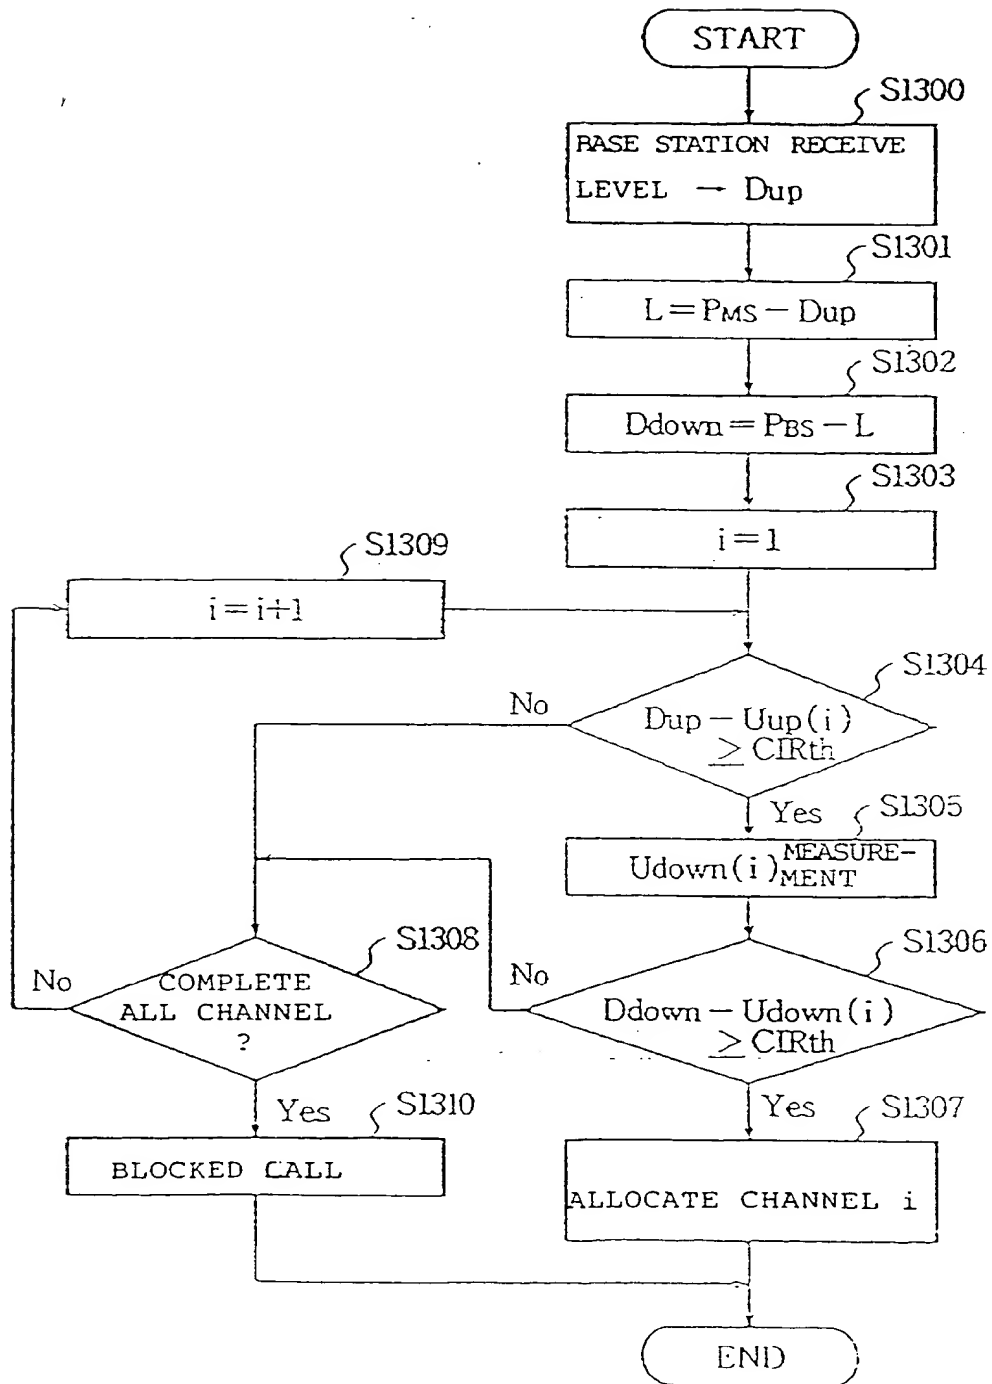 START
S1300
BASE STATION RECEIVE
LEVEL → Dup
S1301
L = PMS − Dup
S1302
Ddown = PBS − L
S1303
i = 1
S1309
i = i+1
S1304
No
Dup − Uup(i)
≥ CIRth
Yes
S1305
Udown(i) MEASURE-
MENT
S1308
No
COMPLETE
ALL CHANNEL
?
S1306
No
Ddown − Udown(i)
≥ CIRth
Yes
S1310
BLOCKED CALL
Yes
S1307
ALLOCATE CHANNEL i
END